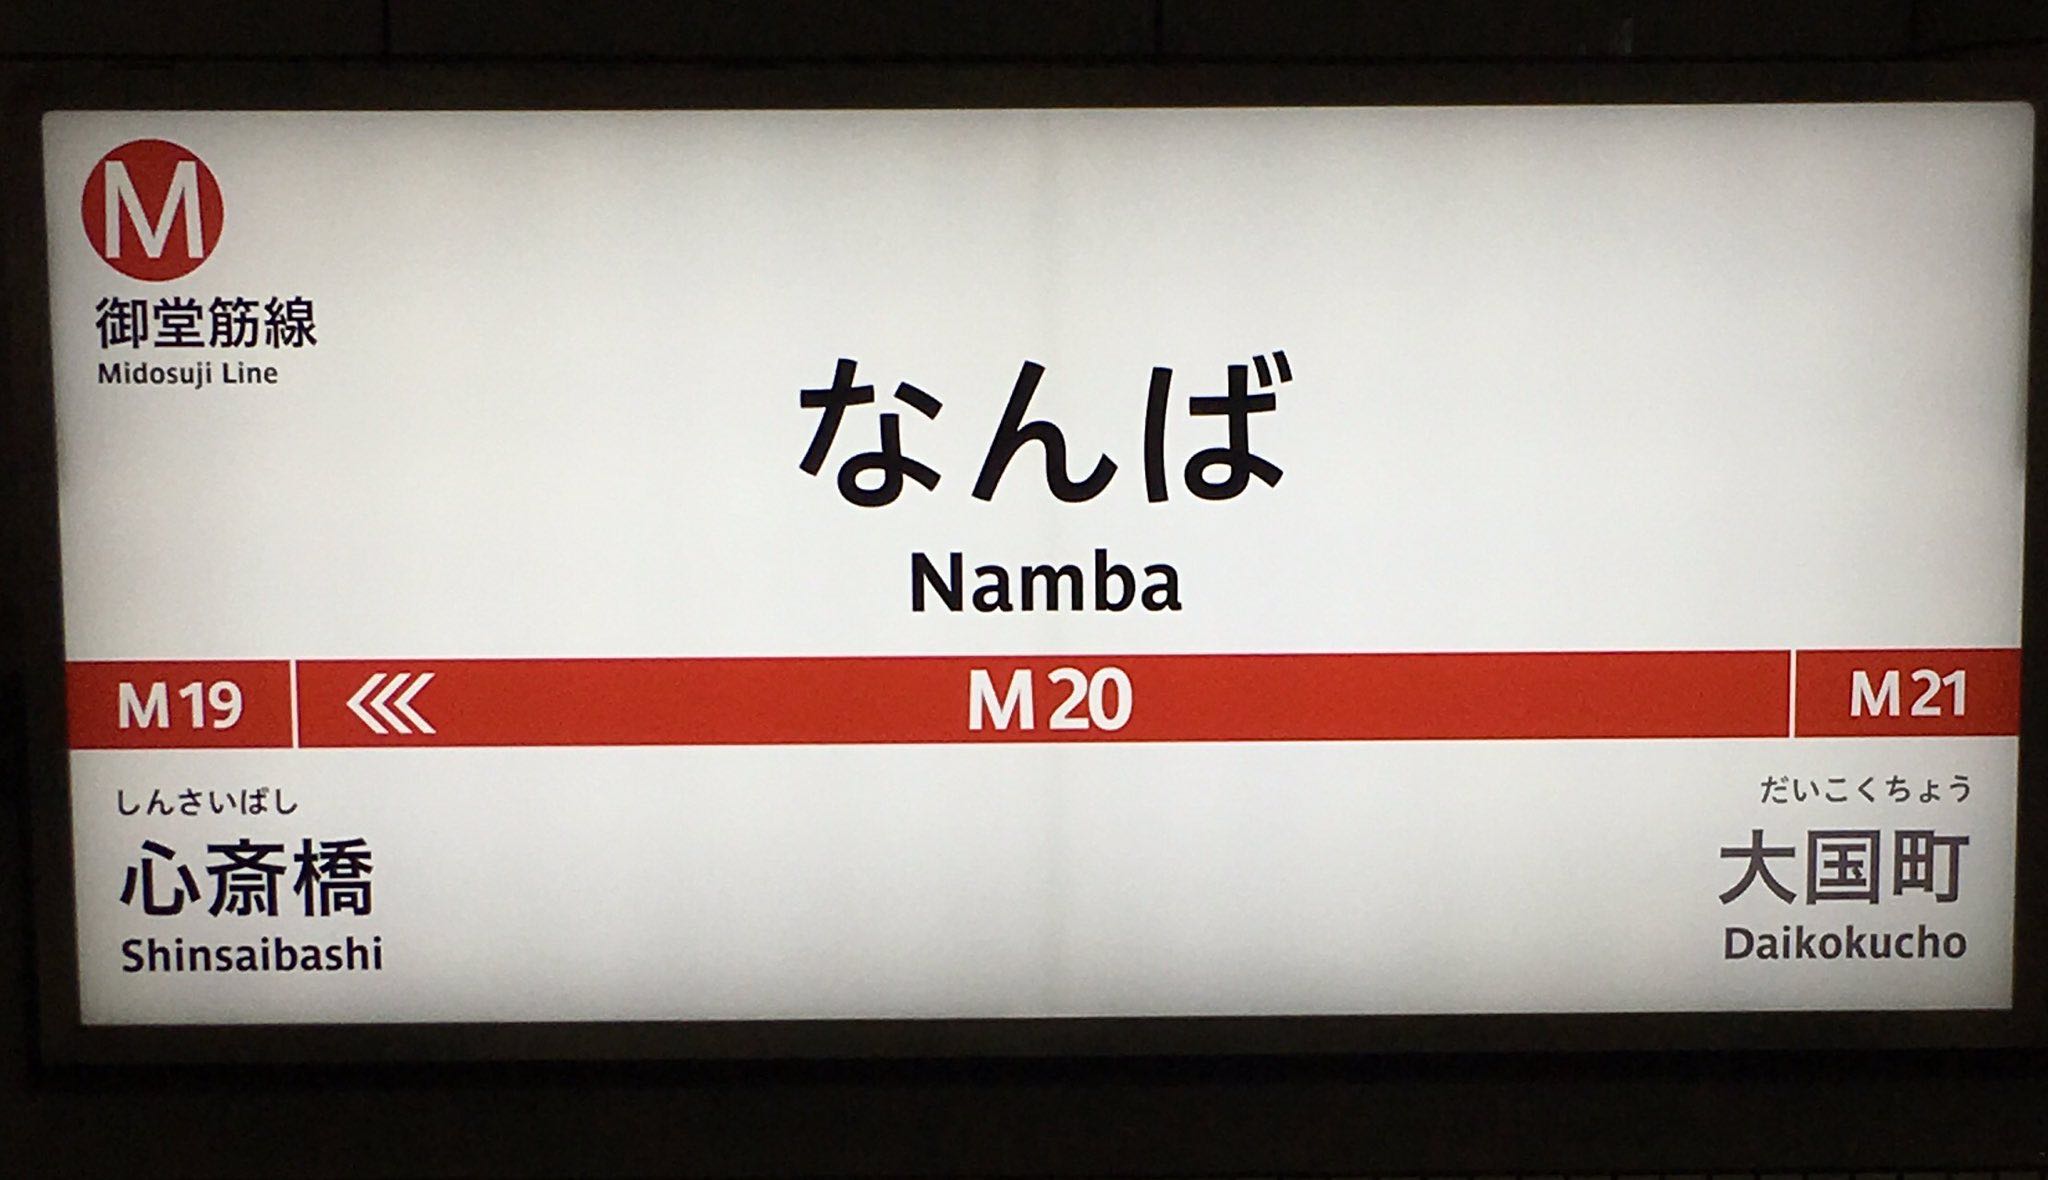 M
御堂筋線
Midosuji Line
なんば
Namba
M19
M20
M21
しんさいばし
心斎橋
Shinsaibashi
だいこくちょう
大国町
Daikokucho